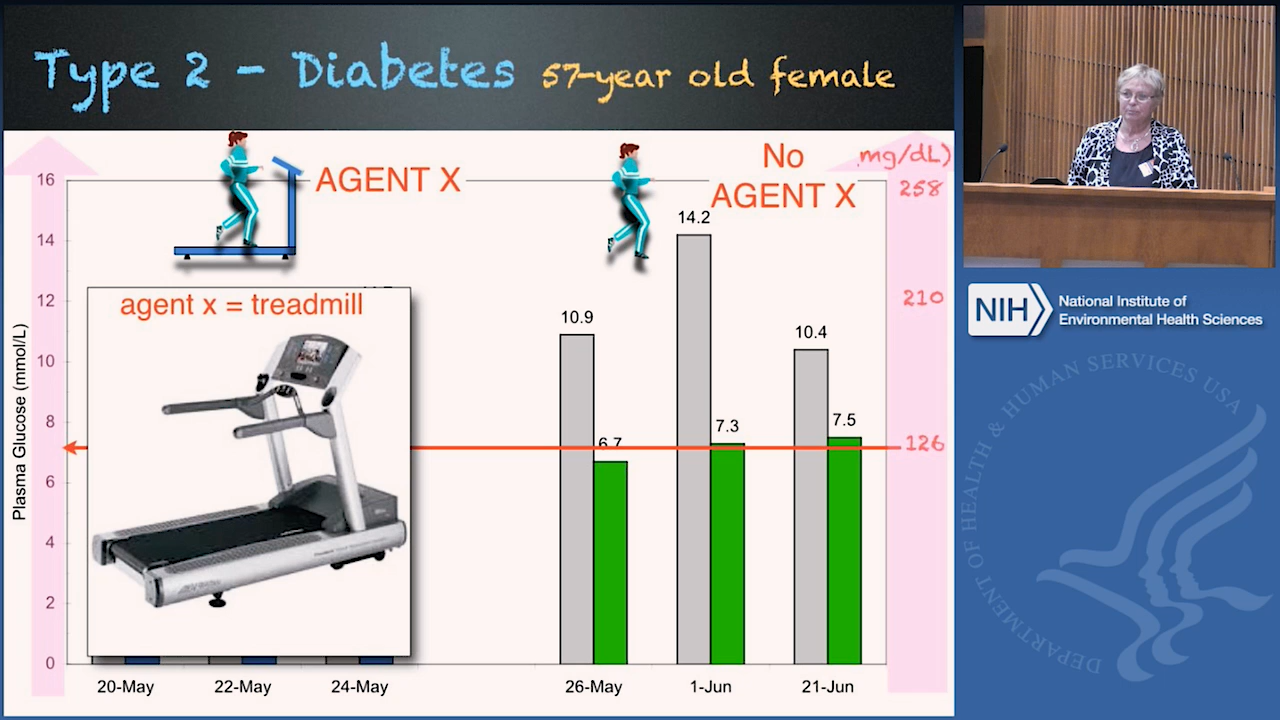 Type 2 - Diabetes 57-year old female
AGENT X
No
AGENT X
mg/dL)
16
258
14.2
14
12
210
10.9
10.4
10
agent x = treadmill
Plasma Glucose (mmol/L)
8
7.3
7.5
6.7
126
6
4
2
0
20-May
22-May
24-May
26-May
1-Jun
21-Jun
NIH
National Institute of
Environmental Health Sciences
DEPARTMENT OF HEALTH & HUMAN SERVICES USA